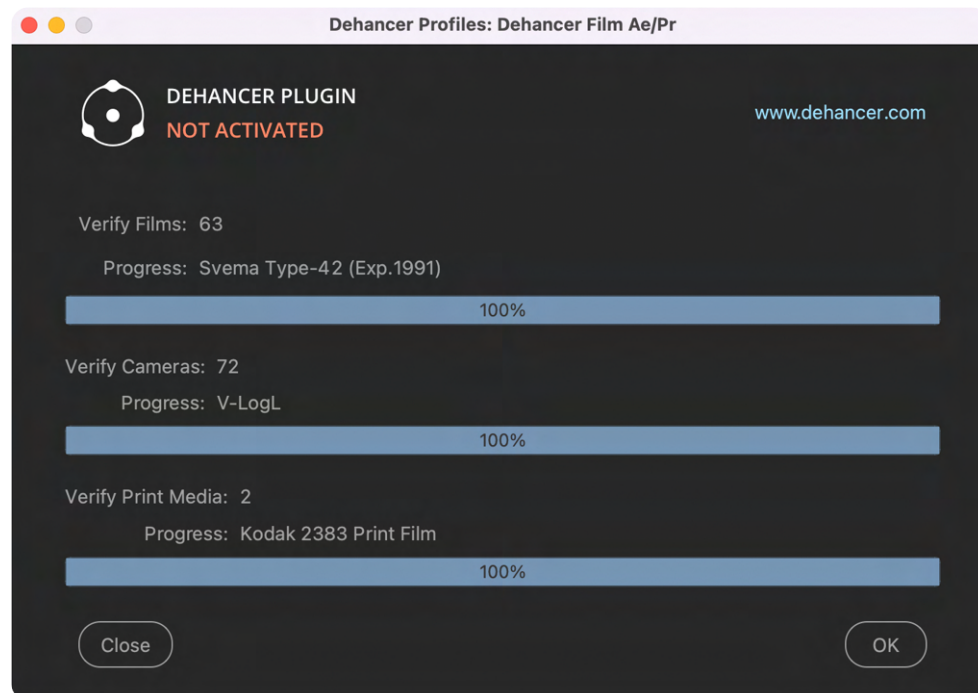 Dehancer Profiles: Dehancer Film Ae/Pr
DEHANCER PLUGIN
NOT ACTIVATED
www.dehancer.com
Verify Films: 63
Progress: Svema Type-42 (Exp.1991)
100%
Verify Cameras: 72
Progress: V-LogL
100%
Verify Print Media: 2
Progress: Kodak 2383 Print Film
100%
Close
OK